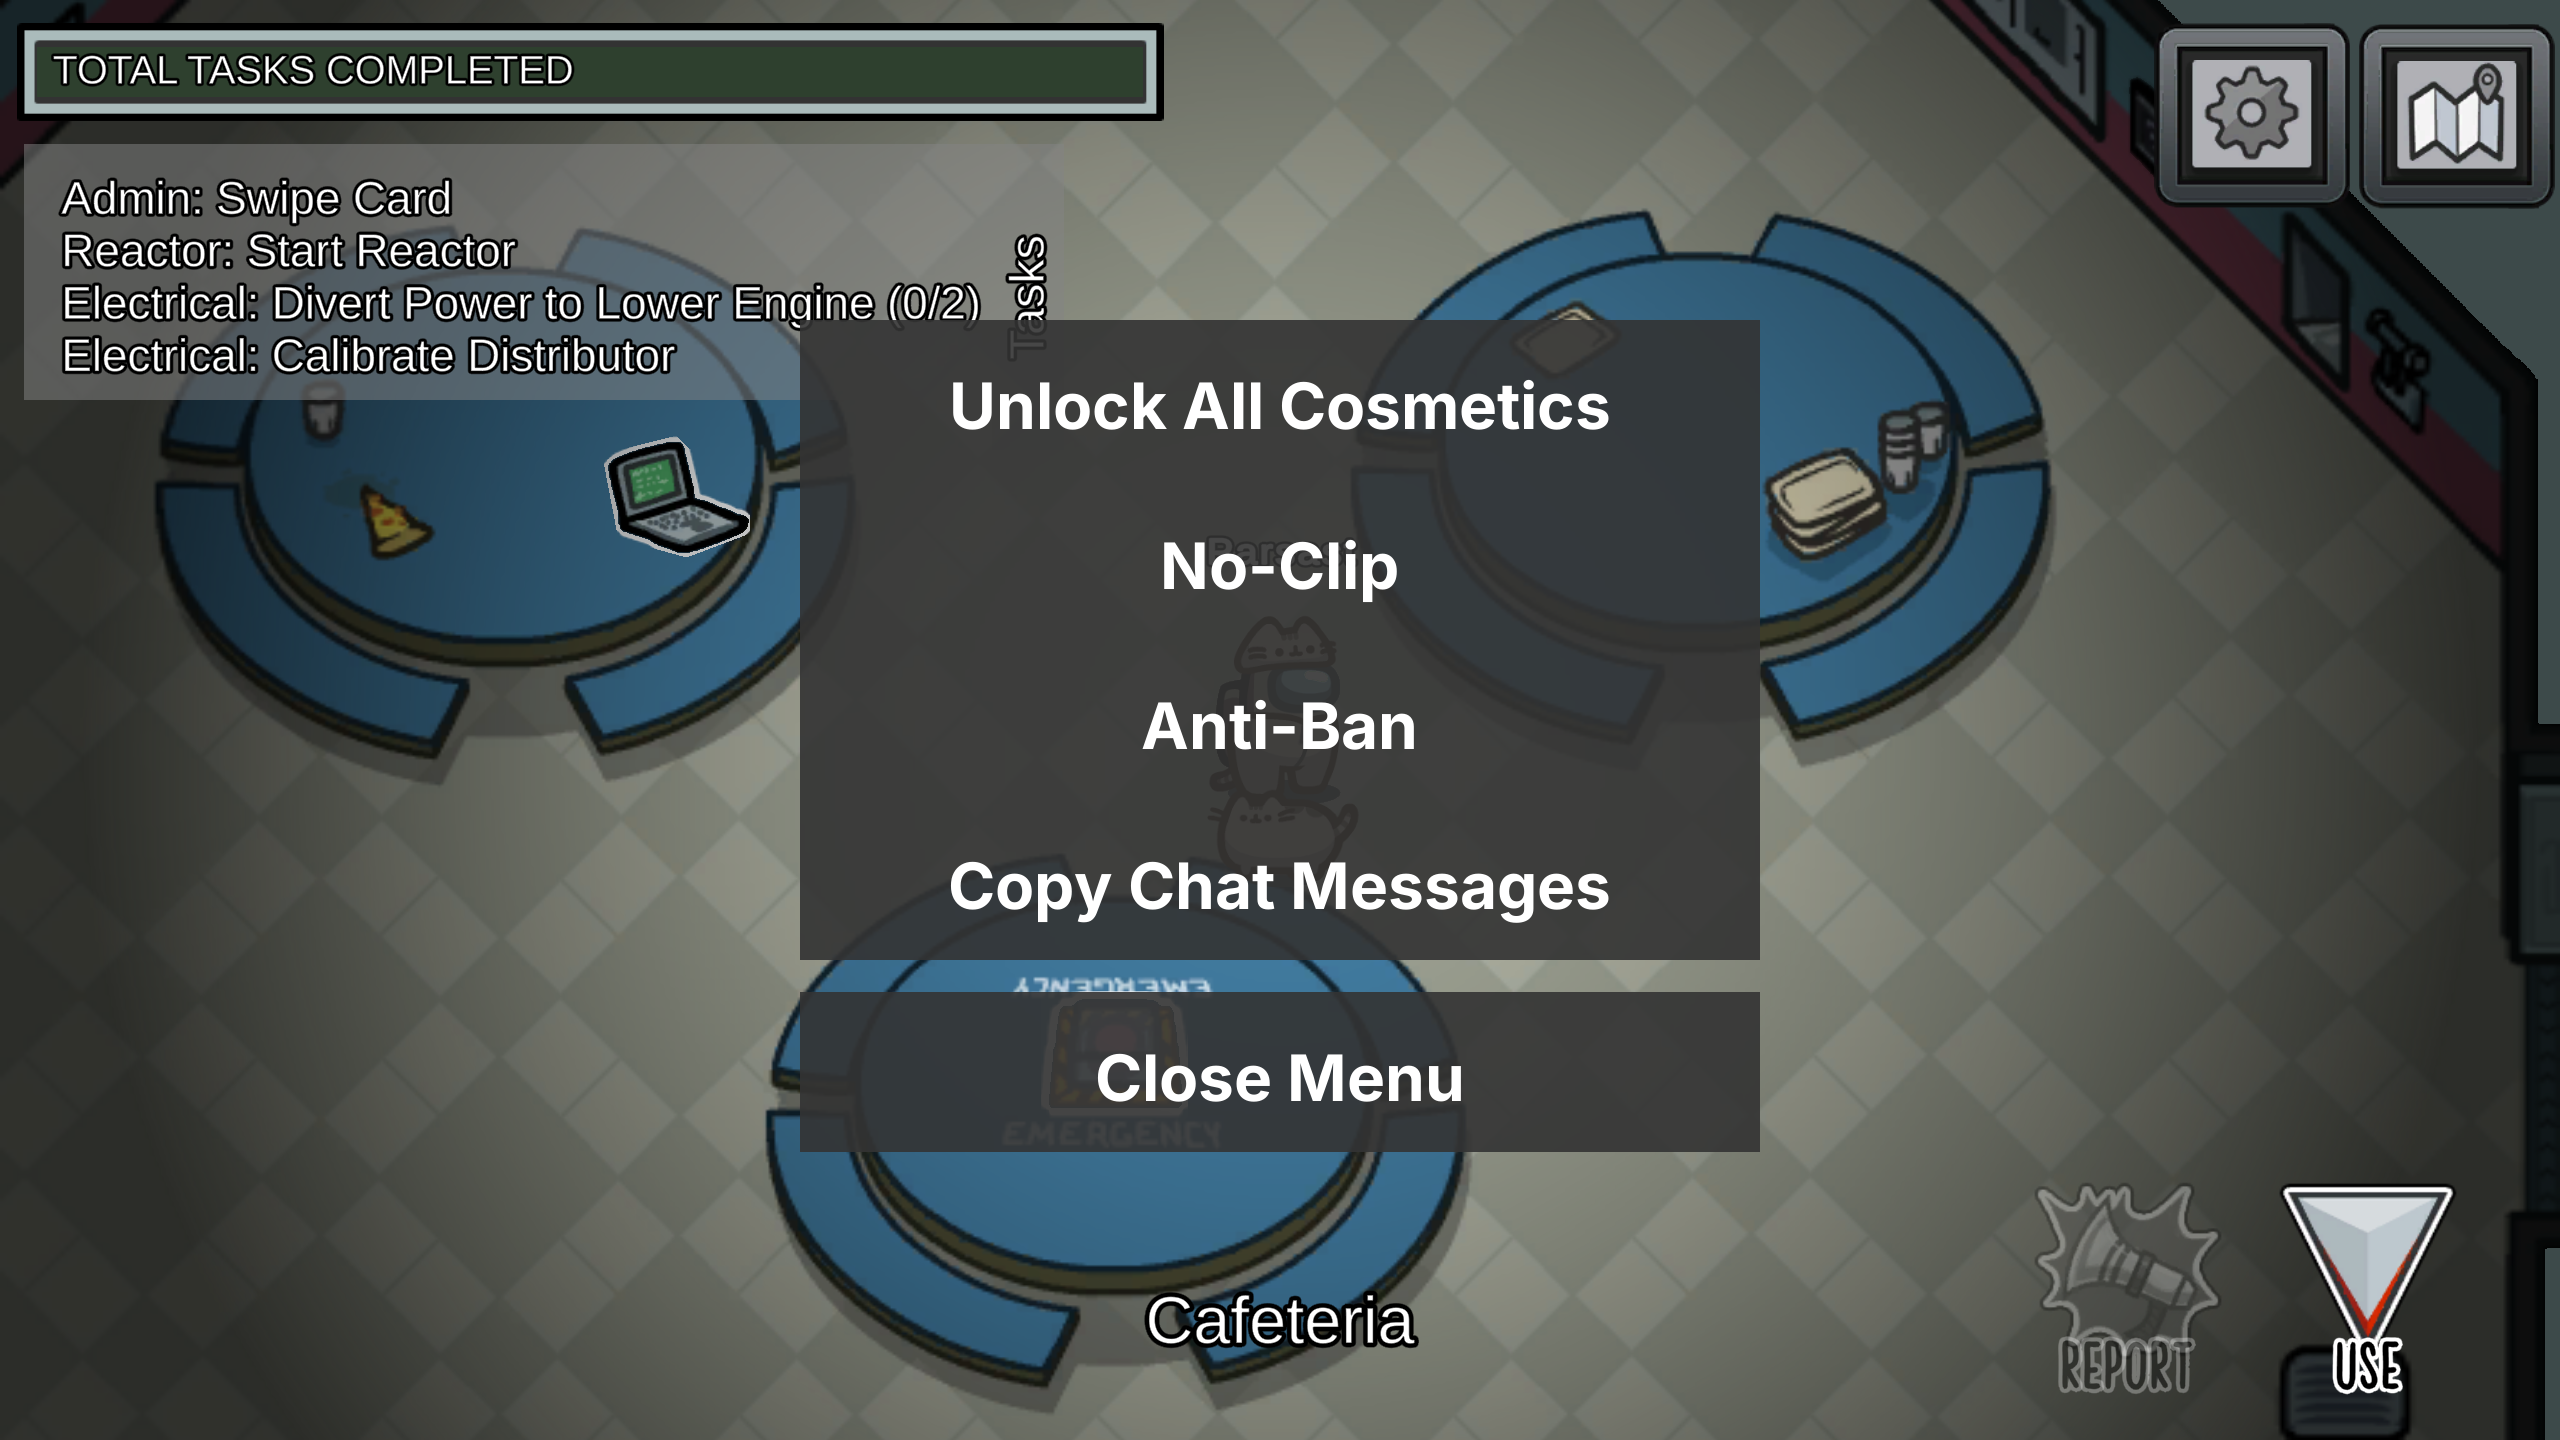 TOTAL TASKS COMPLETED
Admin: Swipe Card
Reactor: Start Reactor
Electrical: Divert Power to Lower Engine (0/2)
Electrical: Calibrate Distributor
Tasks
Unlock All Cosmetics
No-Clip
Anti-Ban
Copy Chat Messages
EMERGENCY
Close Menu
EMERGENCY
Cafeteria
REPORT
USE